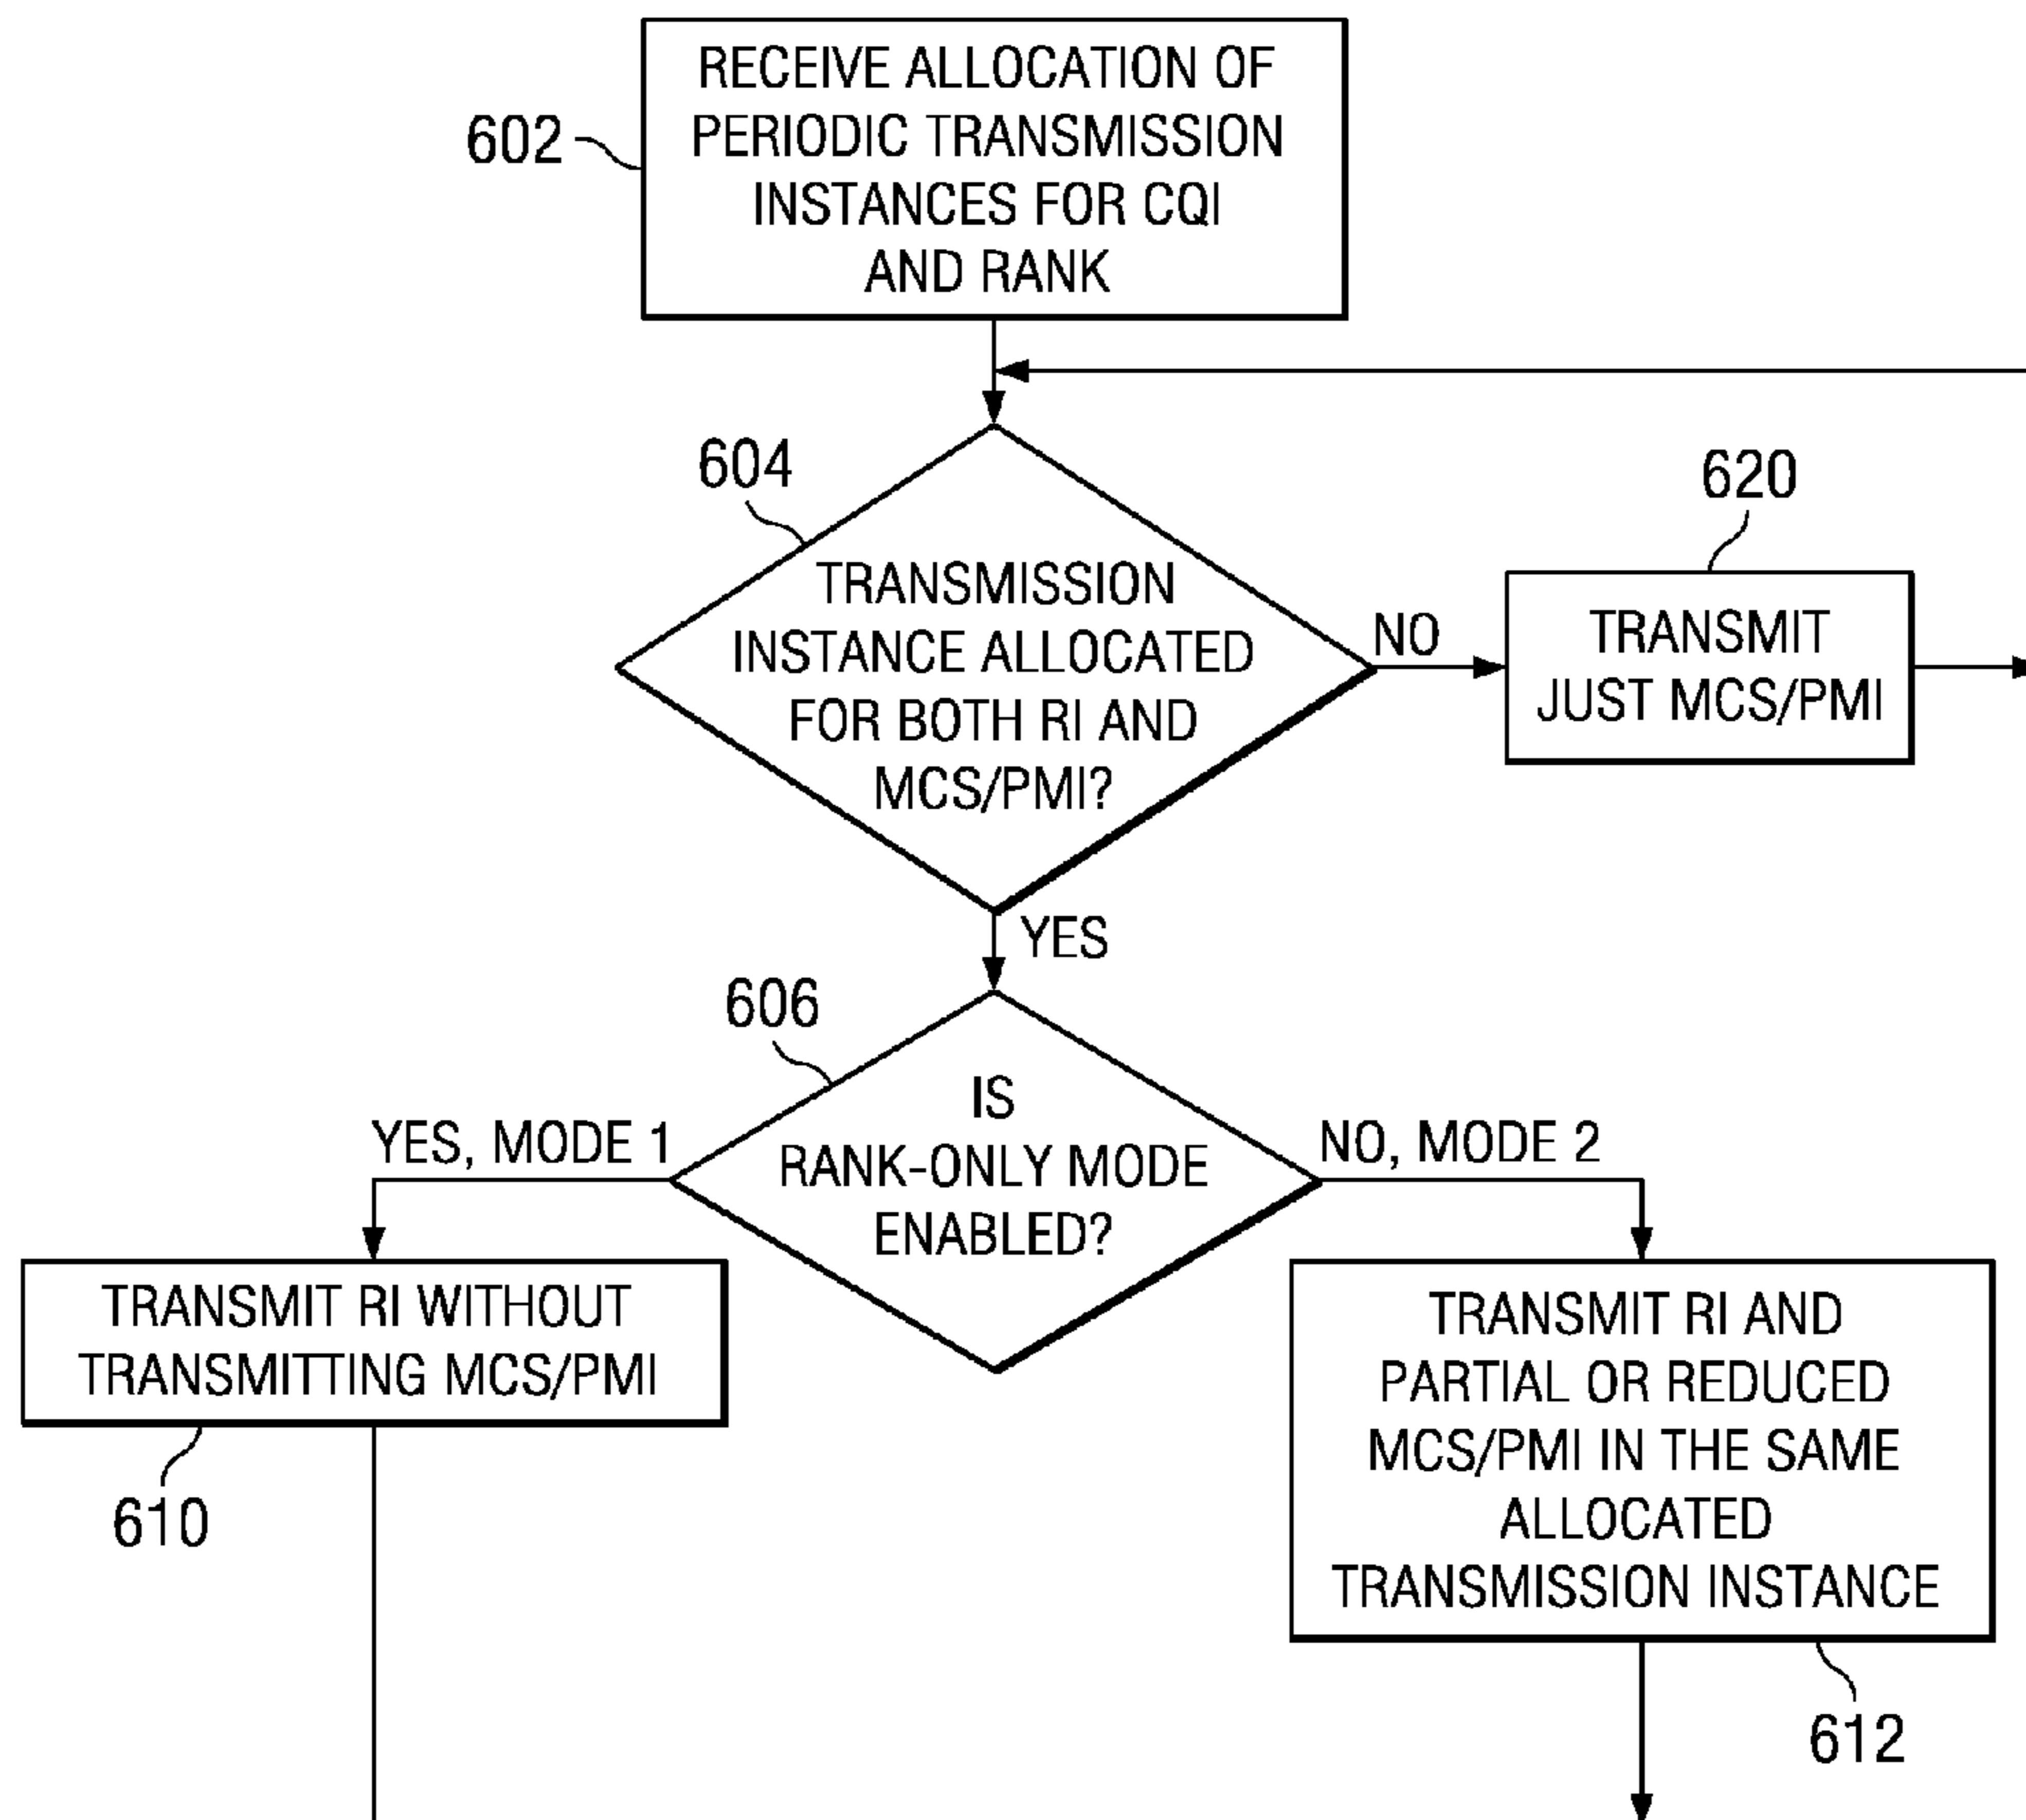 RECEIVE ALLOCATION OF
PERIODIC TRANSMISSION
INSTANCES FOR CQI
AND RANK
602
604
TRANSMISSION
INSTANCE ALLOCATED
FOR BOTH RI AND
MCS/PMI?
NO
620
TRANSMIT
JUST MCS/PMI
YES
606
IS
RANK-ONLY MODE
ENABLED?
YES, MODE 1
NO, MODE 2
TRANSMIT RI WITHOUT
TRANSMITTING MCS/PMI
610
TRANSMIT RI AND
PARTIAL OR REDUCED
MCS/PMI IN THE SAME
ALLOCATED
TRANSMISSION INSTANCE
612